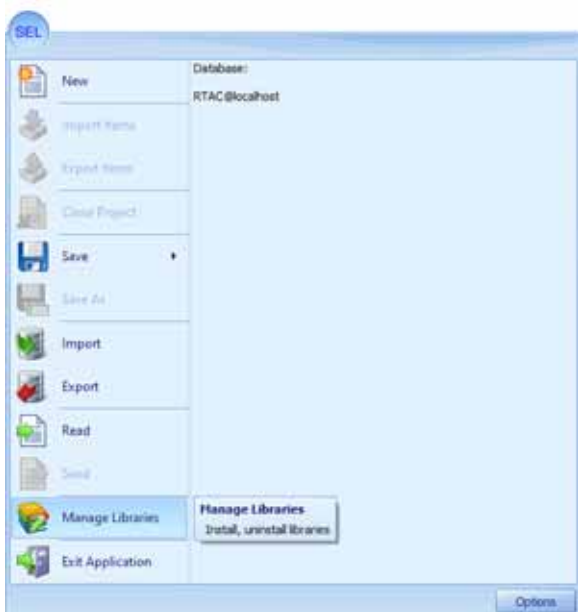 SEL
New
Database:
RTAC@localhost
Import Items
Export Items
Close Project
Save
Save As
Import
Export
Read
Send
Manage Libraries
Manage Libraries
Install, uninstall libraries
Exit Application
Options